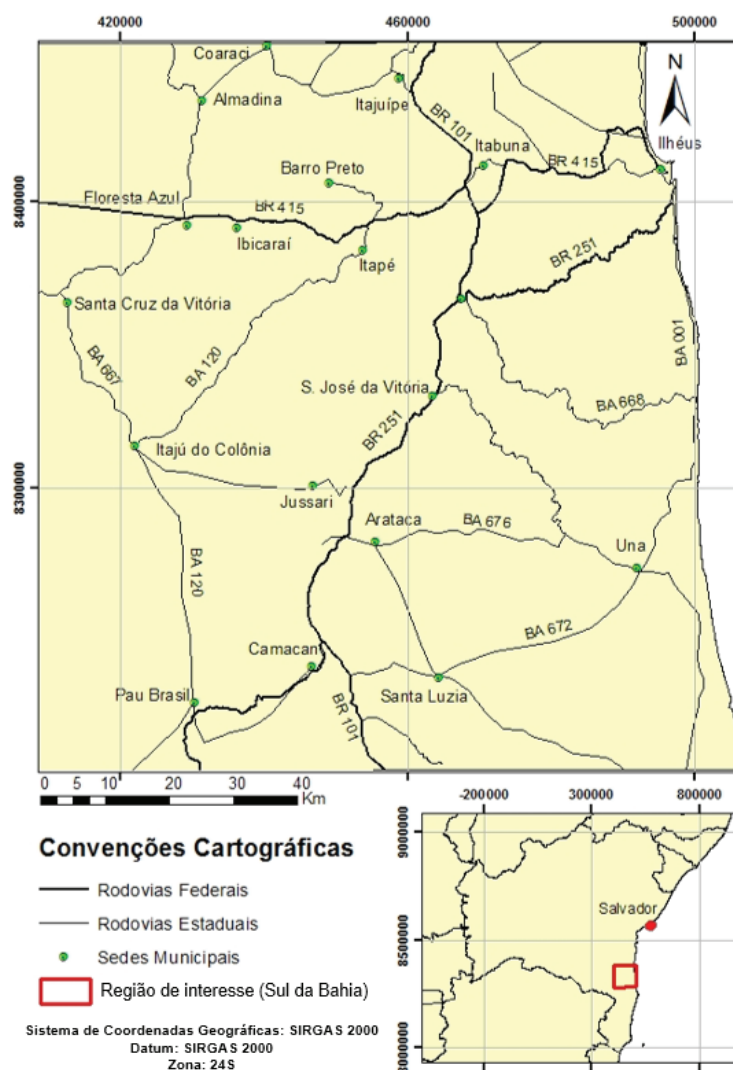 420000 460000 500000
Coaraci
Almadina
Itajuípe
BR 101
N
Itabuna
Ilhéus
BR 415
Barro Preto
Floresta Azul
BR 415
8400000
Ibicaraí
Itapé
BR 251
Santa Cruz da Vitória
BA 001
BA 667
BA 120
S. José da Vitória
BA 668
BR 251
Itajú do Colônia
Jussari
Arataca
BA 676
Una
BA 120
BA 672
Camacan
Pau Brasil
Santa Luzia
BR 101
0 5 10 20 30 40
Km
-200000 300000 800000
9000000
Salvador
8500000
Convenções Cartográficas
Rodovias Federais
Rodovias Estaduais
Sedes Municipais
Região de interesse (Sul da Bahia)
Sistema de Coordenadas Geográficas: SIRGAS 2000
Datum: SIRGAS 2000
Zona: 24S